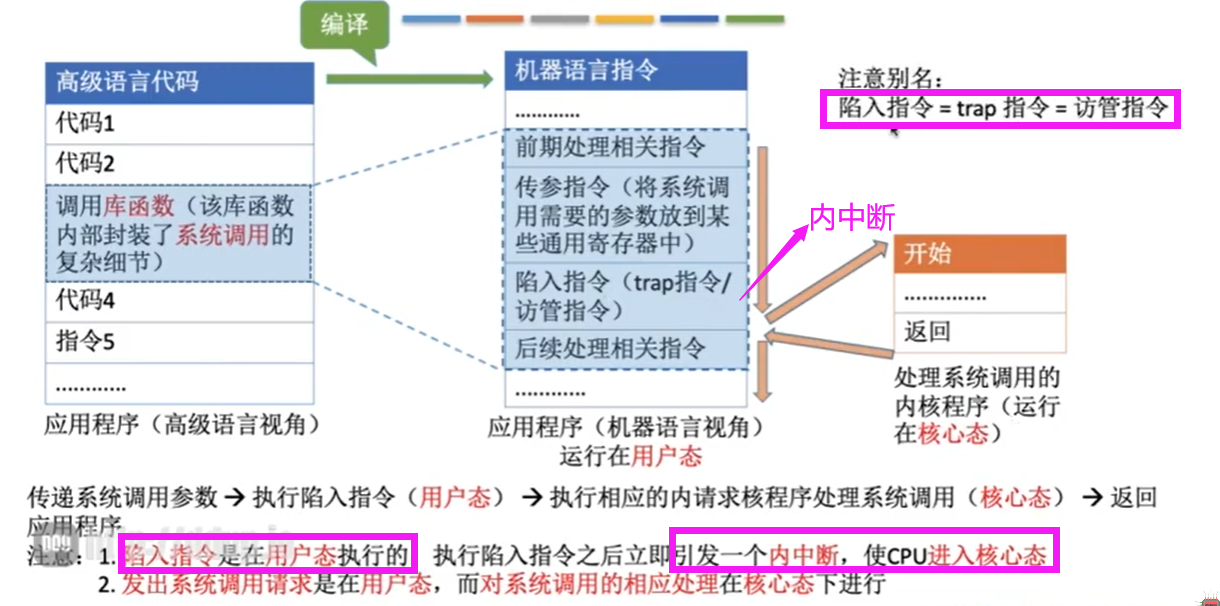 编译
高级语言代码
代码1
代码2
调用库函数（该库函数
内部封装了系统调用的
复杂细节）
代码4
指令5
…………
应用程序（高级语言视角）
机器语言指令
…………
前期处理相关指令
传参指令（将系统调
用需要的参数放到某
些通用寄存器中）
陷入指令（trap指令/
访管指令）
后续处理相关指令
…………
应用程序（机器语言视角）
运行在用户态
注意别名：
陷入指令 = trap 指令 = 访管指令
内中断
开始
…………..
返回
处理系统调用的
内核程序（运行
在核心态）
传递系统调用参数 → 执行陷入指令（用户态） → 执行相应的内请求核程序处理系统调用（核心态） → 返回
应用程序
注意：1. 陷入指令是在用户态执行的 执行陷入指令之后立即引发一个内中断，使CPU进入核心态
2. 发出系统调用请求是在用户态，而对系统调用的相应处理在核心态下进行